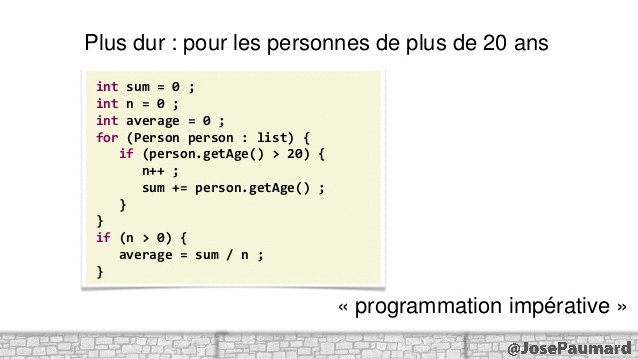 Plus dur : pour les personnes de plus de 20 ans
int sum = 0 ;
int n = 0 ;
int average = 0 ;
for (Person person : list) {
   if (person.getAge() > 20) {
      n++ ;
      sum += person.getAge() ;
   }
}
if (n > 0) {
   average = sum / n ;
}
« programmation impérative »
@JosePaumard